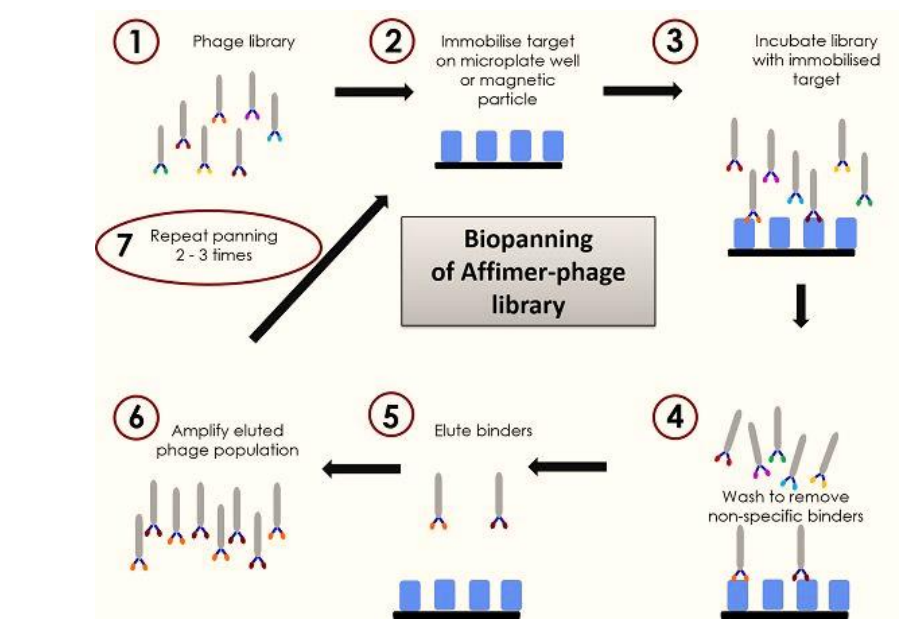 1
Phage library
2
Immobilise target
on microplate well
or magnetic
particle
3
Incubate library
with immobilised
target
7
Repeat panning
2 - 3 times
Biopanning
of Affimer-phage
library
6
Amplify eluted
phage population
5
Elute binders
4
Wash to remove
non-specific binders